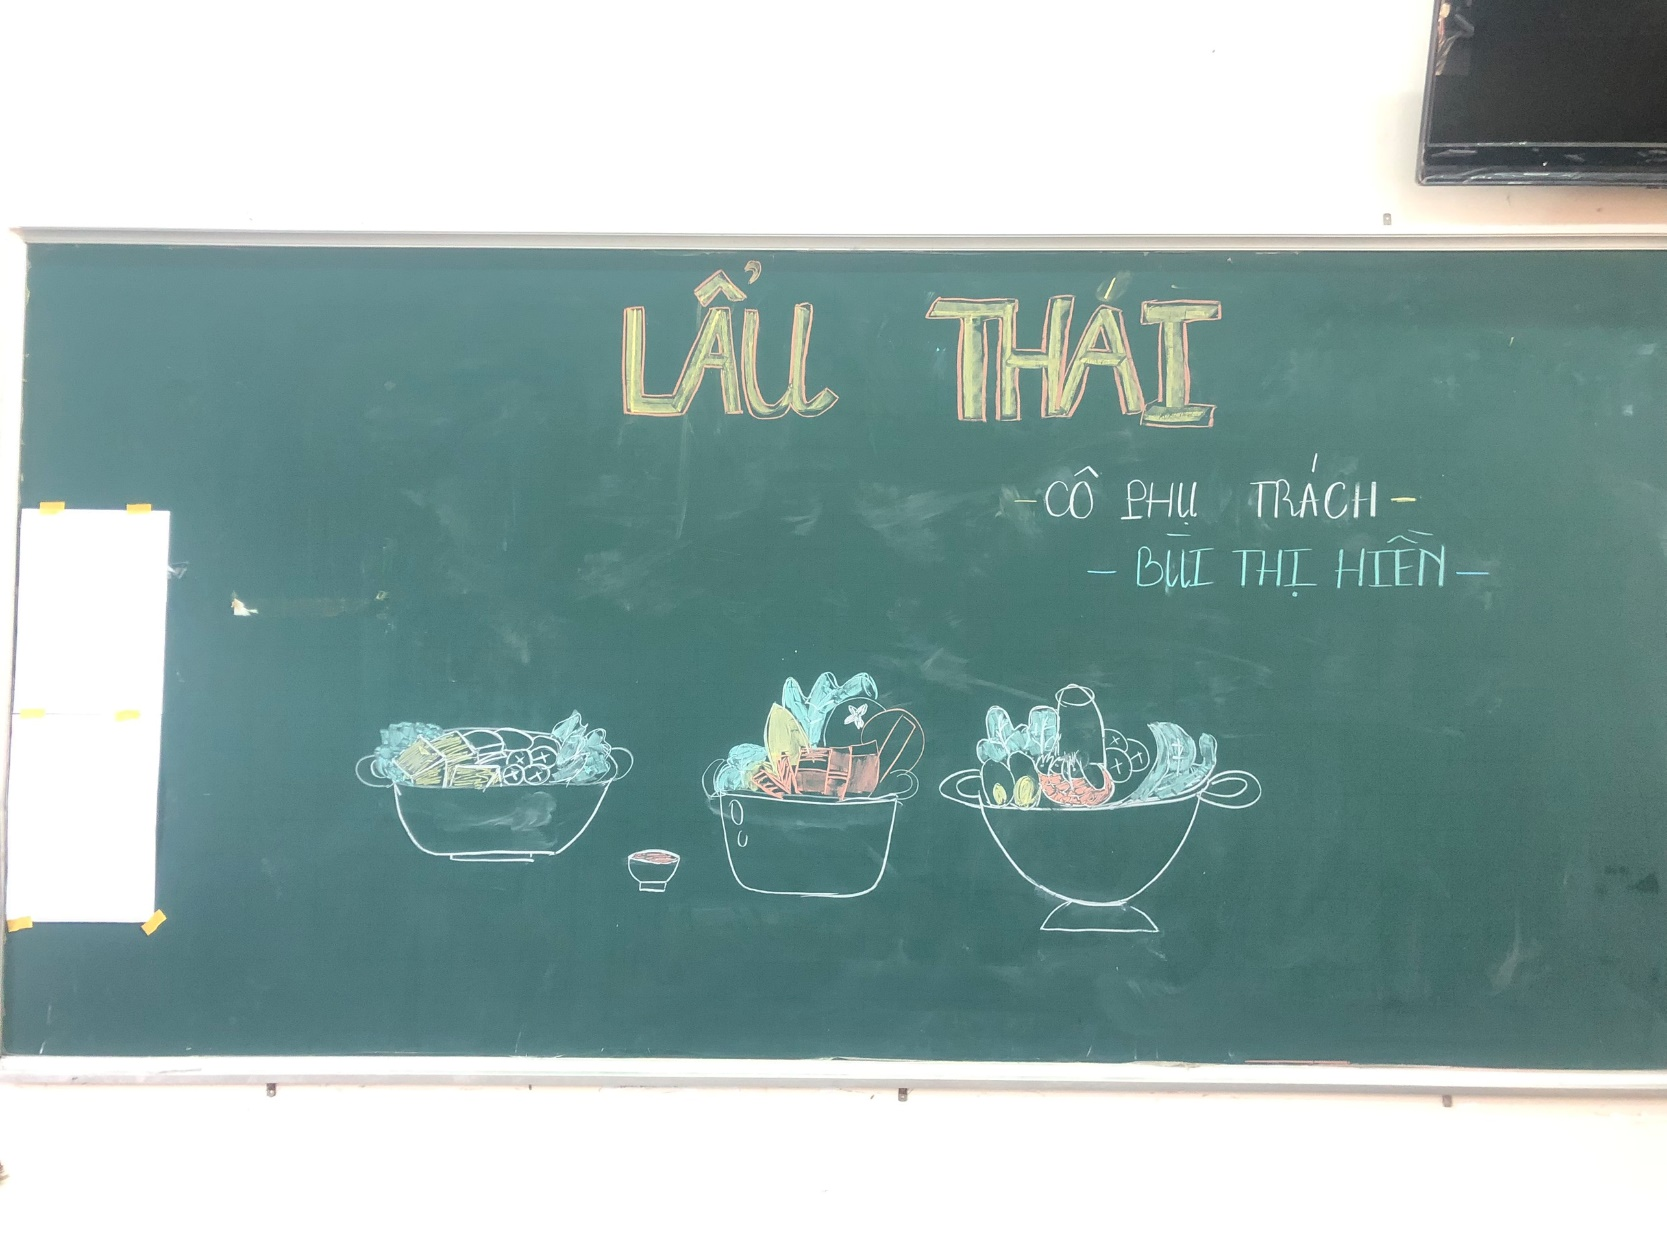 LẨU THÁI
- CÔ PHỤ TRÁCH -
- BÙI THỊ HIỀN -